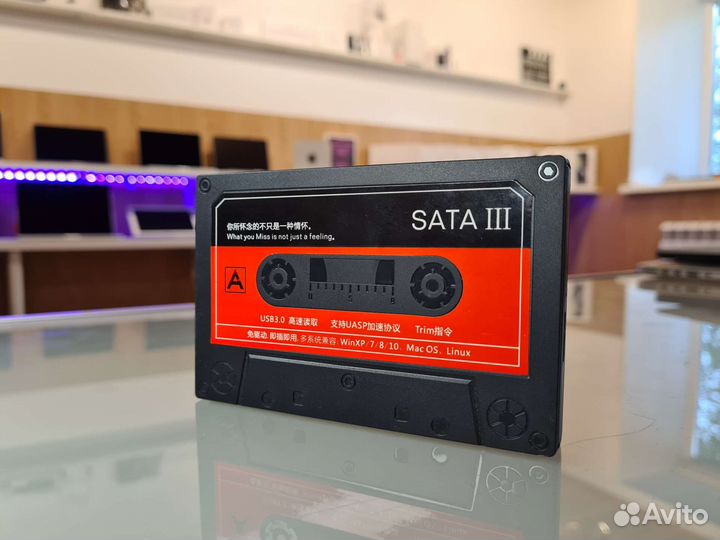 你所怀念的不只是一种情怀。
What you Miss is not just a feeling。
SATA III
A
0 5 8
USB3.0 高速读取 支持UASP加速协议 Trim指令
免驱动.即插即用.多系统兼容:WinXP/7/8/10、Mac OS、Linux
Avito